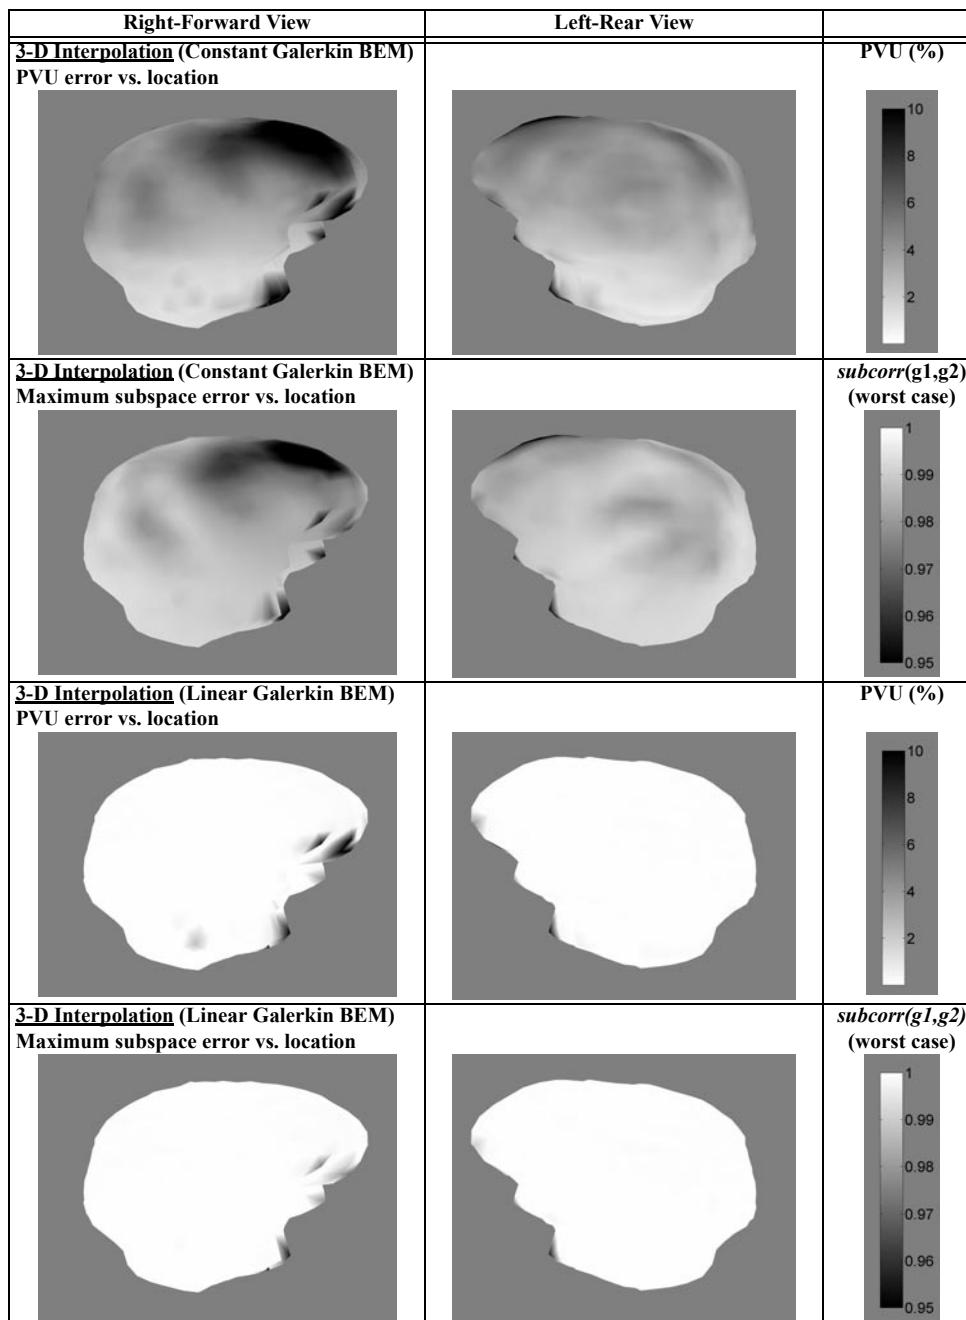 Right-Forward View
Left-Rear View
3-D Interpolation (Constant Galerkin BEM)
PVU error vs. location
PVU (%)
10
8
6
4
2
3-D Interpolation (Constant Galerkin BEM)
Maximum subspace error vs. location
subcorr(g1,g2)
(worst case)
1
0.99
0.98
0.97
0.96
0.95
3-D Interpolation (Linear Galerkin BEM)
PVU error vs. location
PVU (%)
10
8
6
4
2
3-D Interpolation (Linear Galerkin BEM)
Maximum subspace error vs. location
subcorr(g1,g2)
(worst case)
1
0.99
0.98
0.97
0.96
0.95